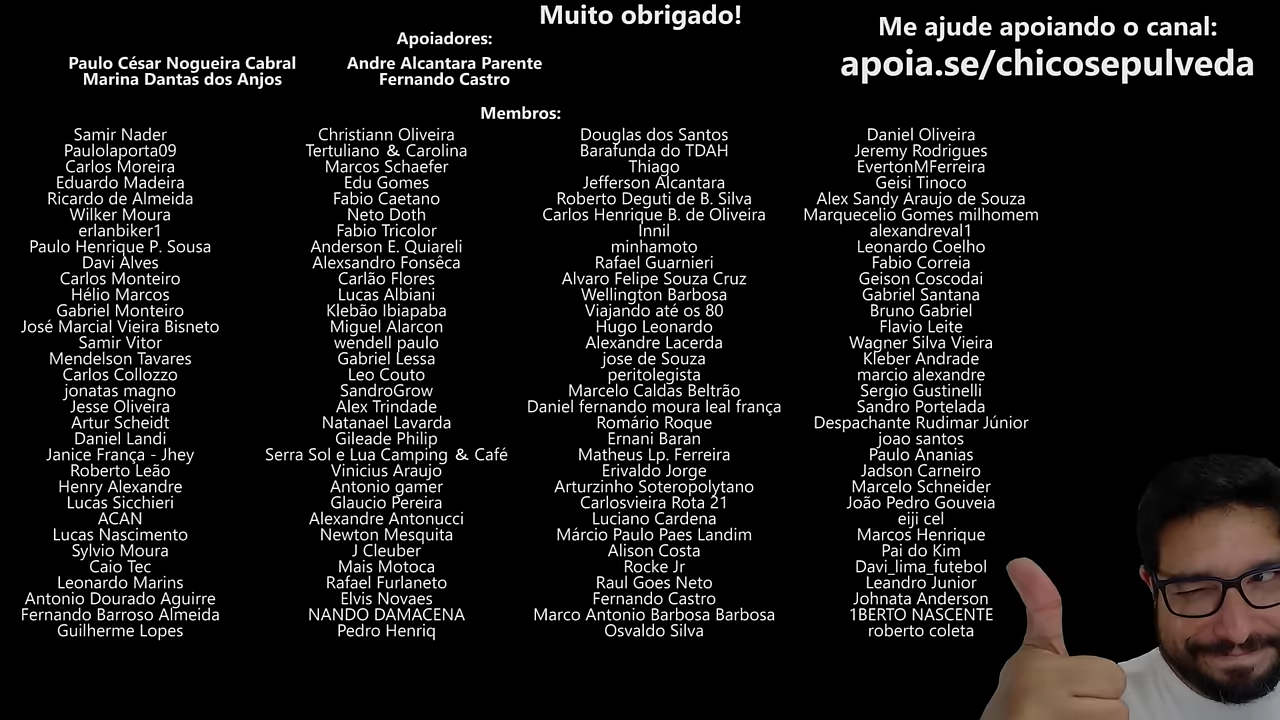 Muito obrigado!
Me ajude apoiando o canal:
apoia.se/chicosepulveda
Apoiadores:
Paulo César Nogueira Cabral
Marina Dantas dos Anjos
Andre Alcantara Parente
Fernando Castro
Membros:
Samir Nader
Paulolaporta09
Carlos Moreira
Eduardo Madeira
Ricardo de Almeida
Wilker Moura
erlanbiker1
Paulo Henrique P. Sousa
Davi Alves
Carlos Monteiro
Hélio Marcos
Gabriel Monteiro
José Marcial Vieira Bisneto
Samir Vitor
Mendelson Tavares
Carlos Collozzo
jonatas magno
Jesse Oliveira
Artur Scheidt
Daniel Landi
Janice França - Jhey
Roberto Leão
Henry Alexandre
Lucas Sicchieri
ACAN
Lucas Nascimento
Sylvio Moura
Caio Tec
Leonardo Marins
Antonio Dourado Aguirre
Fernando Barroso Almeida
Guilherme Lopes
Christiann Oliveira
Tertuliano & Carolina
Marcos Schaefer
Edu Gomes
Fabio Caetano
Neto Doth
Fabio Tricolor
Anderson E. Quiareli
Alexsandro Fonsêca
Carlão Flores
Lucas Albiani
Klebão Ibiapaba
Miguel Alarcon
wendell paulo
Gabriel Lessa
Leo Couto
SandroGrow
Alex Trindade
Natanael Lavarda
Gileade Philip
Serra Sol e Lua Camping & Café
Vinicius Araujo
Antonio gamer
Glaucio Pereira
Alexandre Antonucci
Newton Mesquita
J Cleuber
Mais Motoca
Rafael Furlaneto
Elvis Novaes
NANDO DAMACENA
Pedro Henriq
Douglas dos Santos
Barafunda do TDAH
Thiago
Jefferson Alcantara
Roberto Deguti de B. Silva
Carlos Henrique B. de Oliveira
Innil
minhamoto
Rafael Guarnieri
Alvaro Felipe Souza Cruz
Wellington Barbosa
Viajando até os 80
Hugo Leonardo
Alexandre Lacerda
jose de Souza
peritolegista
Marcelo Caldas Beltrão
Daniel fernando moura leal frança
Romário Roque
Ernani Baran
Matheus Lp. Ferreira
Erivaldo Jorge
Arturzinho Soteropolytano
Carlosvieira Rota 21
Luciano Cardena
Márcio Paulo Paes Landim
Alison Costa
Rocke Jr
Raul Goes Neto
Fernando Castro
Marco Antonio Barbosa Barbosa
Osvaldo Silva
Daniel Oliveira
Jeremy Rodrigues
EvertonMFerreira
Geisi Tinoco
Alex Sandy Araujo de Souza
Marquecelio Gomes milhomem
alexandreval1
Leonardo Coelho
Fabio Correia
Geison Coscodai
Gabriel Santana
Bruno Gabriel
Flavio Leite
Wagner Silva Vieira
Kleber Andrade
marcio alexandre
Sergio Gustinelli
Sandro Portelada
Despachante Rudimar Júnior
joao santos
Paulo Ananias
Jadson Carneiro
Marcelo Schneider
João Pedro Gouveia
eiji cel
Marcos Henrique
Pai do Kim
Davi_lima_futebol
Leandro Junior
Johnata Anderson
1BERTO NASCENTE
roberto coleta